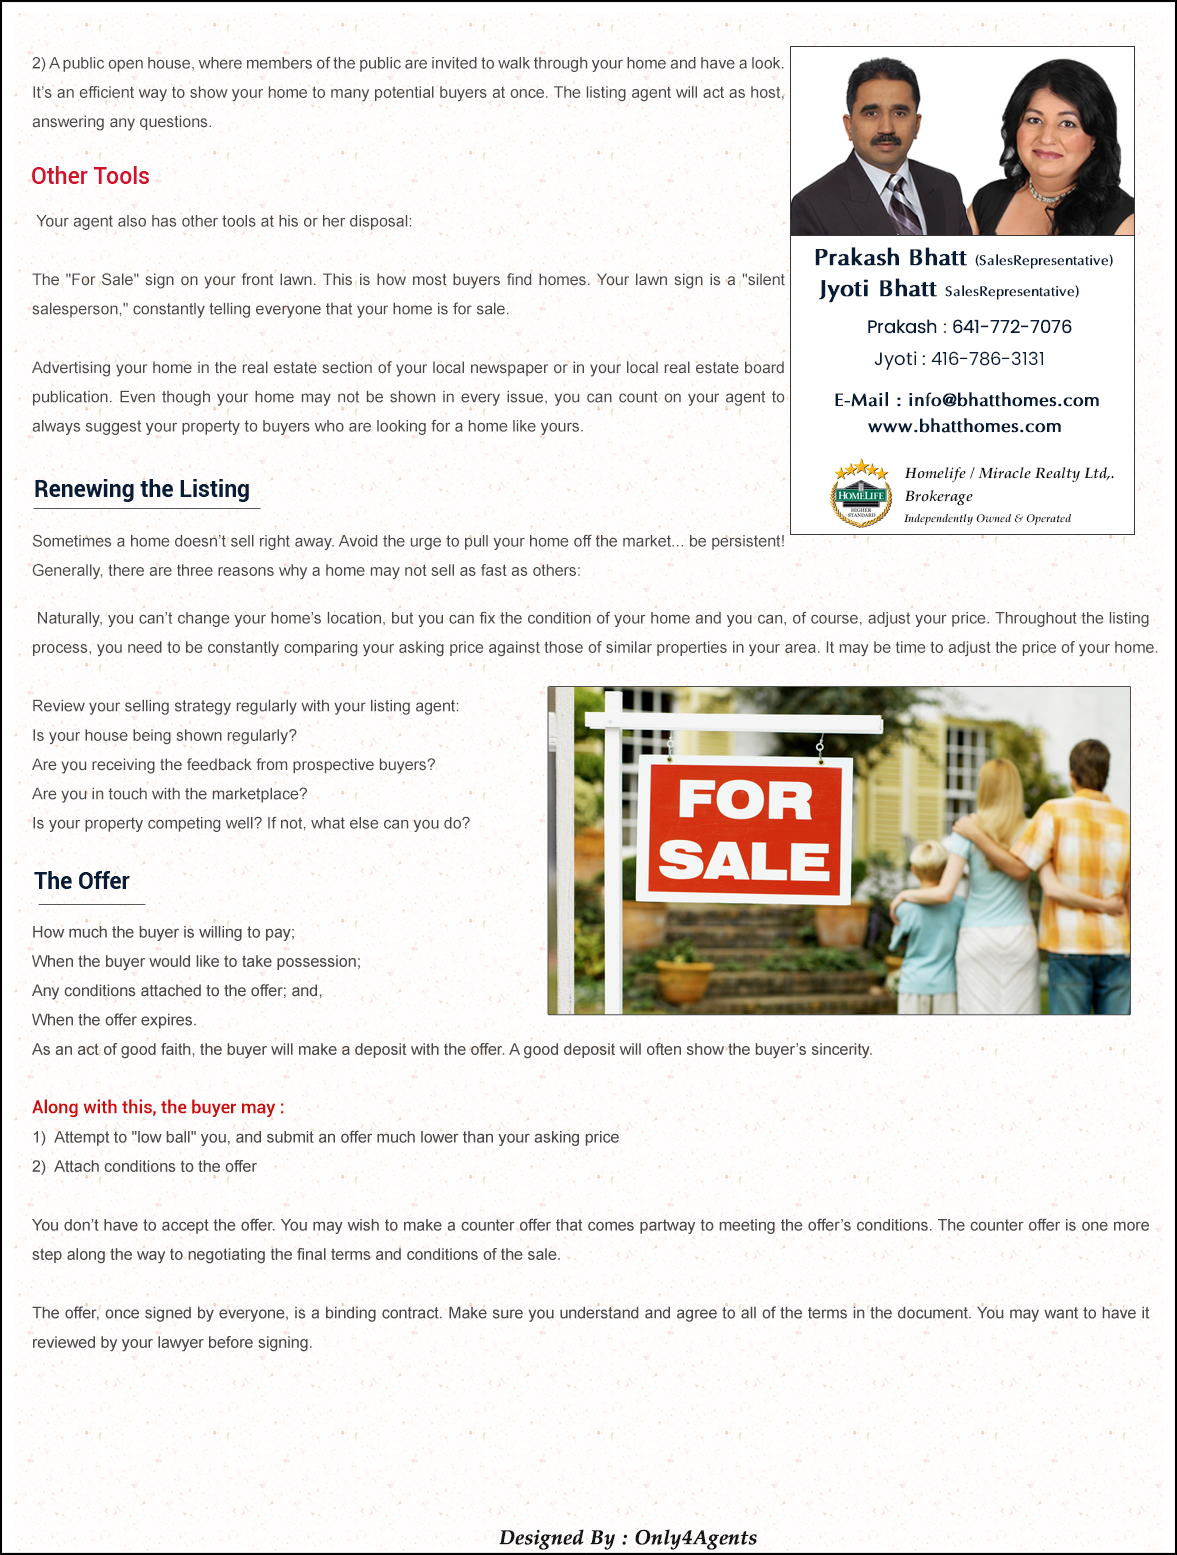 2) A public open house, where members of the public are invited to walk through your home and have a look.
It’s an efficient way to show your home to many potential buyers at once. The listing agent will act as host,
answering any questions.
Other Tools
Your agent also has other tools at his or her disposal:
The "For Sale" sign on your front lawn. This is how most buyers find homes. Your lawn sign is a "silent
salesperson," constantly telling everyone that your home is for sale.
Advertising your home in the real estate section of your local newspaper or in your local real estate board
publication. Even though your home may not be shown in every issue, you can count on your agent to
always suggest your property to buyers who are looking for a home like yours.
Prakash Bhatt (SalesRepresentative)
Jyoti Bhatt SalesRepresentative)
Prakash : 641-772-7076
Jyoti : 416-786-3131
E-Mail : info@bhatthomes.com
www.bhatthomes.com
HOMELIFE
HIGHER
STANDARD
Homelife / Miracle Realty Ltd,.
Brokerage
Independently Owned & Operated
Renewing the Listing
Sometimes a home doesn’t sell right away. Avoid the urge to pull your home off the market... be persistent!
Generally, there are three reasons why a home may not sell as fast as others:
Naturally, you can’t change your home’s location, but you can fix the condition of your home and you can, of course, adjust your price. Throughout the listing
process, you need to be constantly comparing your asking price against those of similar properties in your area. It may be time to adjust the price of your home.
Review your selling strategy regularly with your listing agent:
Is your house being shown regularly?
Are you receiving the feedback from prospective buyers?
Are you in touch with the marketplace?
Is your property competing well? If not, what else can you do?
FOR
SALE
The Offer
How much the buyer is willing to pay;
When the buyer would like to take possession;
Any conditions attached to the offer; and,
When the offer expires.
As an act of good faith, the buyer will make a deposit with the offer. A good deposit will often show the buyer’s sincerity.
Along with this, the buyer may :
1) Attempt to "low ball" you, and submit an offer much lower than your asking price
2) Attach conditions to the offer
You don’t have to accept the offer. You may wish to make a counter offer that comes partway to meeting the offer’s conditions. The counter offer is one more
step along the way to negotiating the final terms and conditions of the sale.
The offer, once signed by everyone, is a binding contract. Make sure you understand and agree to all of the terms in the document. You may want to have it
reviewed by your lawyer before signing.
Designed By : Only4Agents